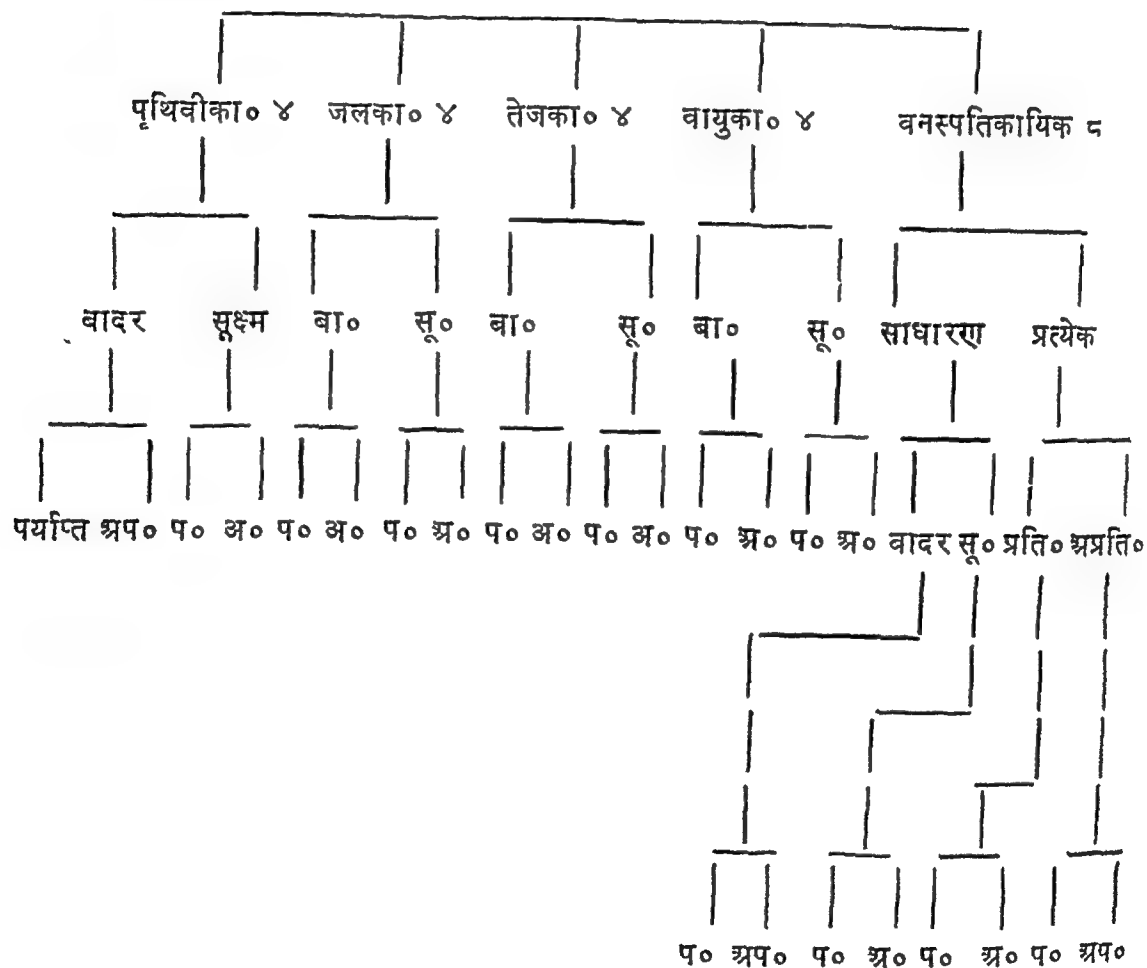 पृथिवीका० ४ जलका० ४ तेजका० ४ वायुका० ४ वनस्पतिकायिक ८
बादर सूक्ष्म बा० सू० बा० सू० बा० सू० साधारण प्रत्येक
पर्याप्त अप० प० अ० प० अ० प० अ० प० अ० प० अ० प० अ० प० अ० वादर सू० प्रति० अप्रति०
प० अप० प० अ० प० अ० प० अप०